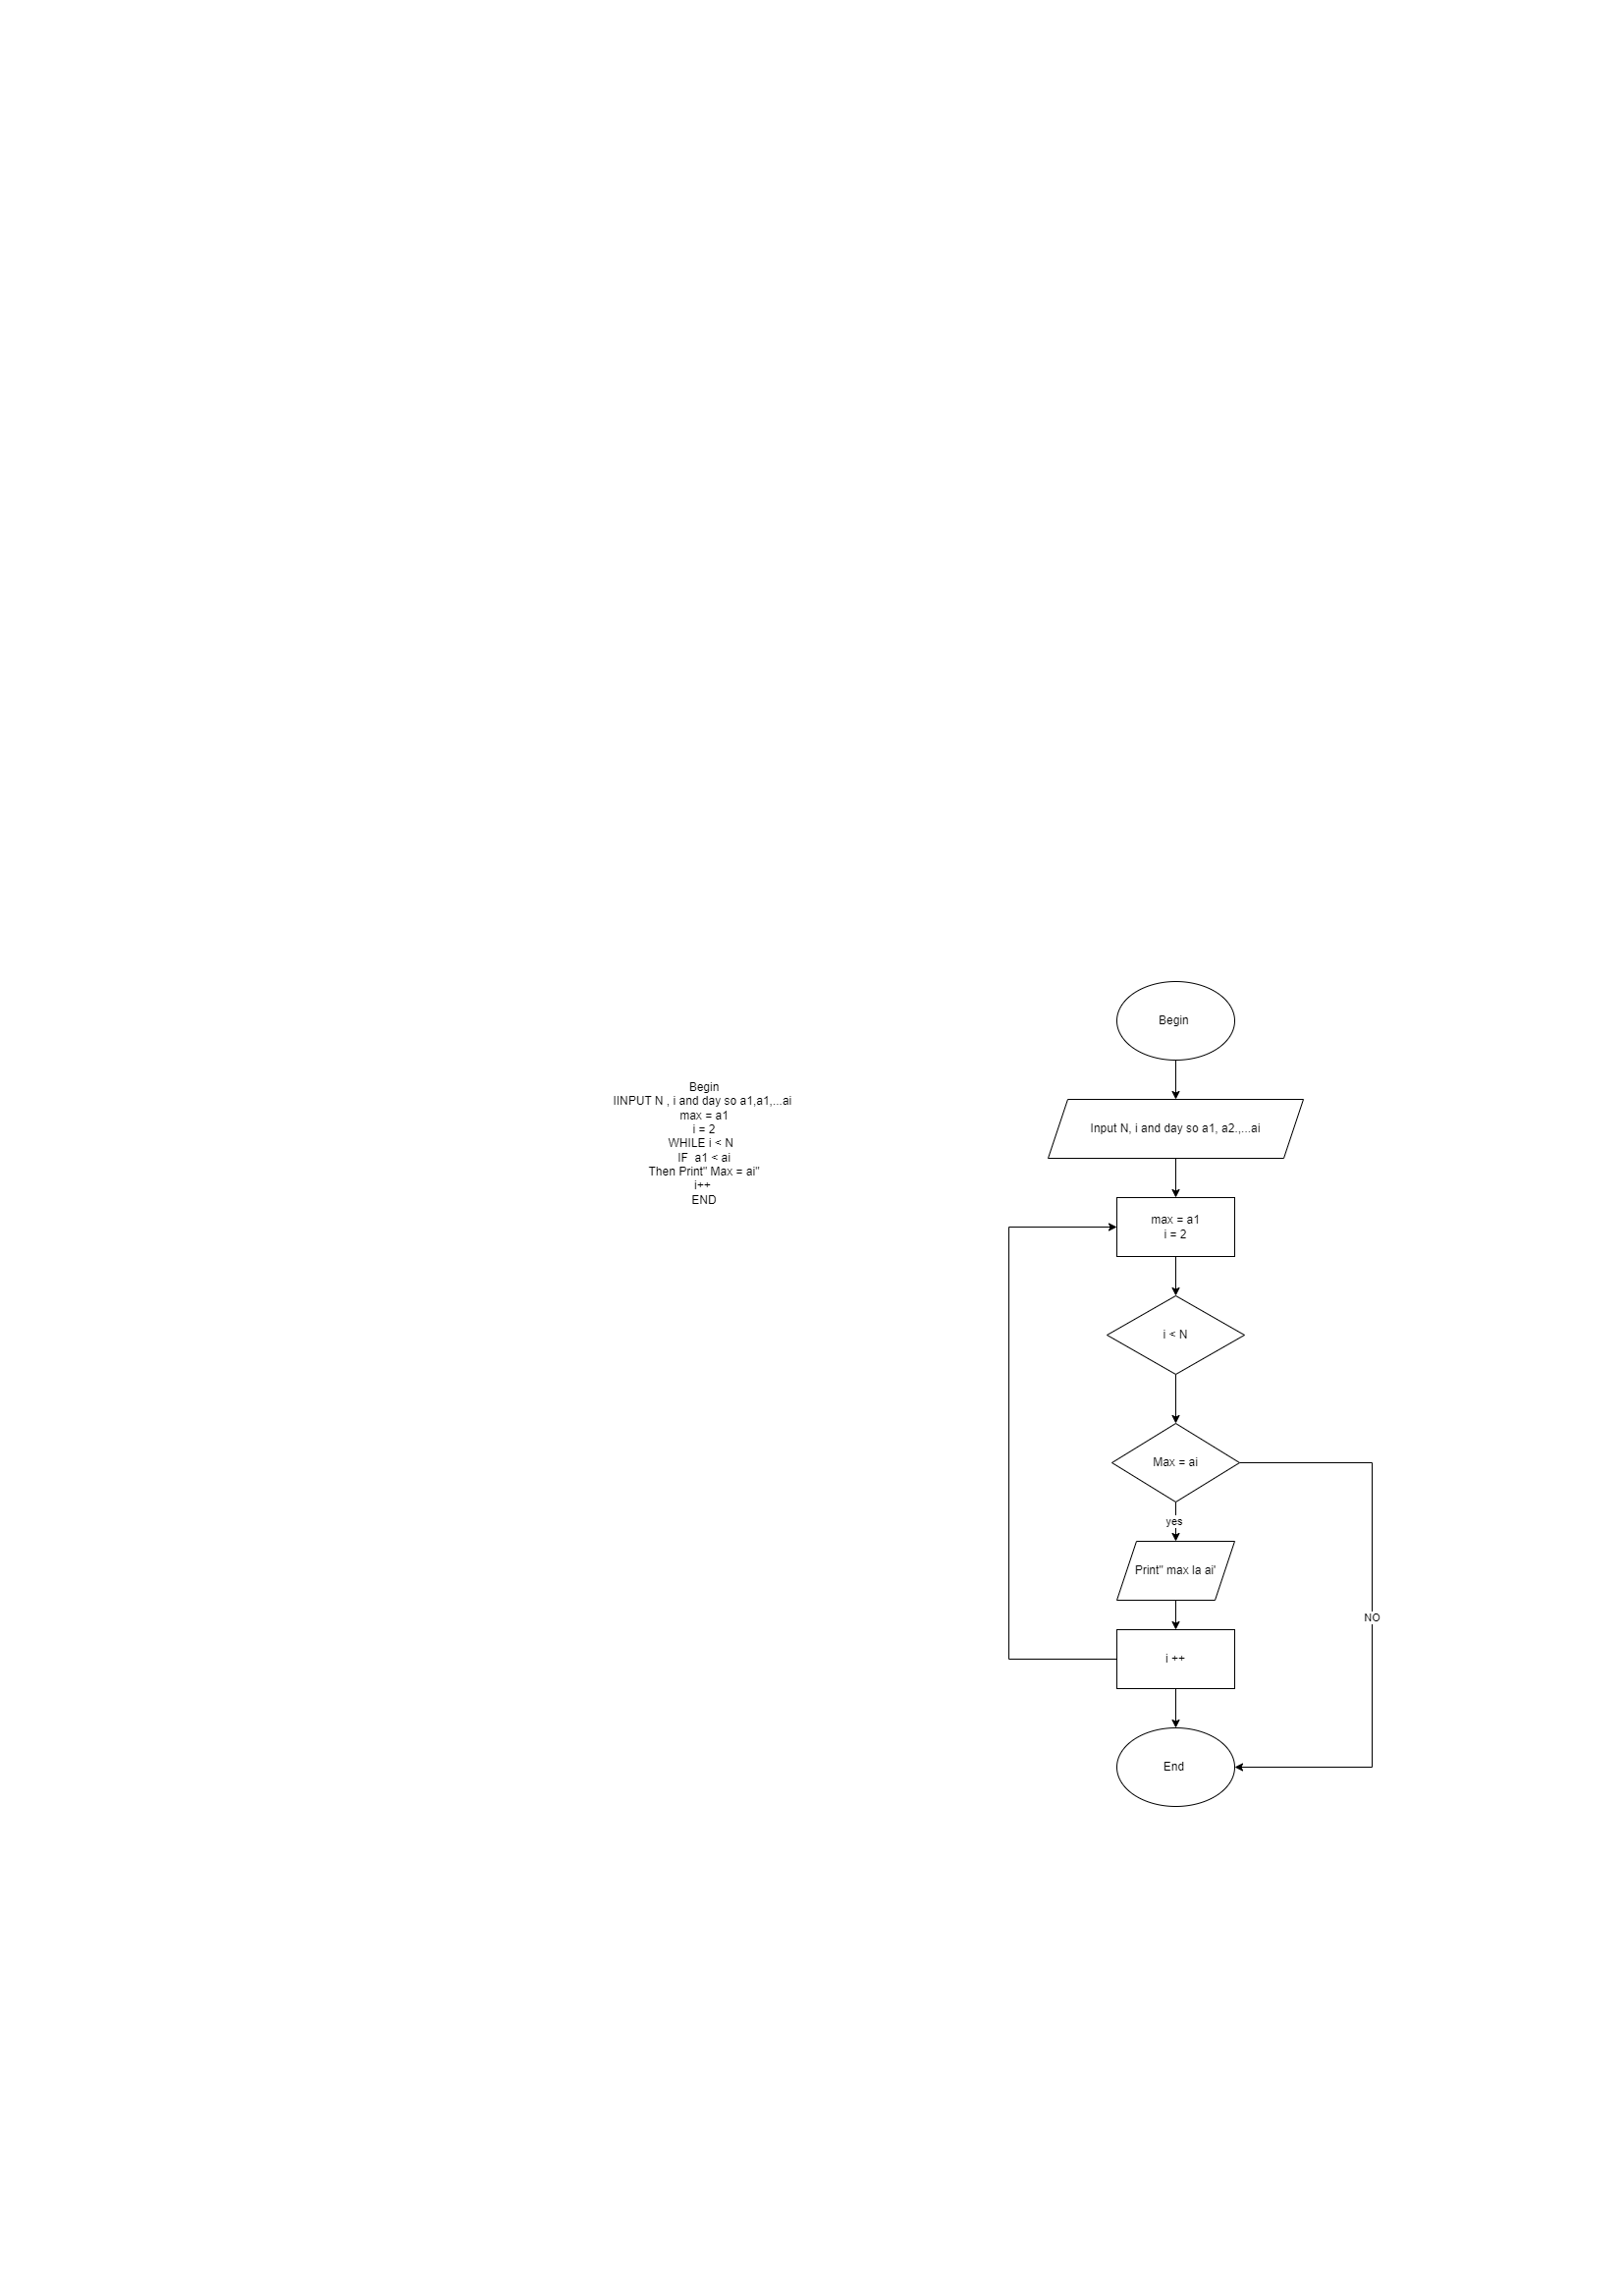 Begin
IINPUT N , i and day so a1,a1,...ai
max = a1
i = 2
WHILE i < N
IF  a1 < ai
Then Print" Max = ai"
i++
END
Begin
Input N, i and day so a1, a2.,...ai
max = a1
i = 2
i < N
Max = ai
yes
Print" max la ai'
NO
i ++
End